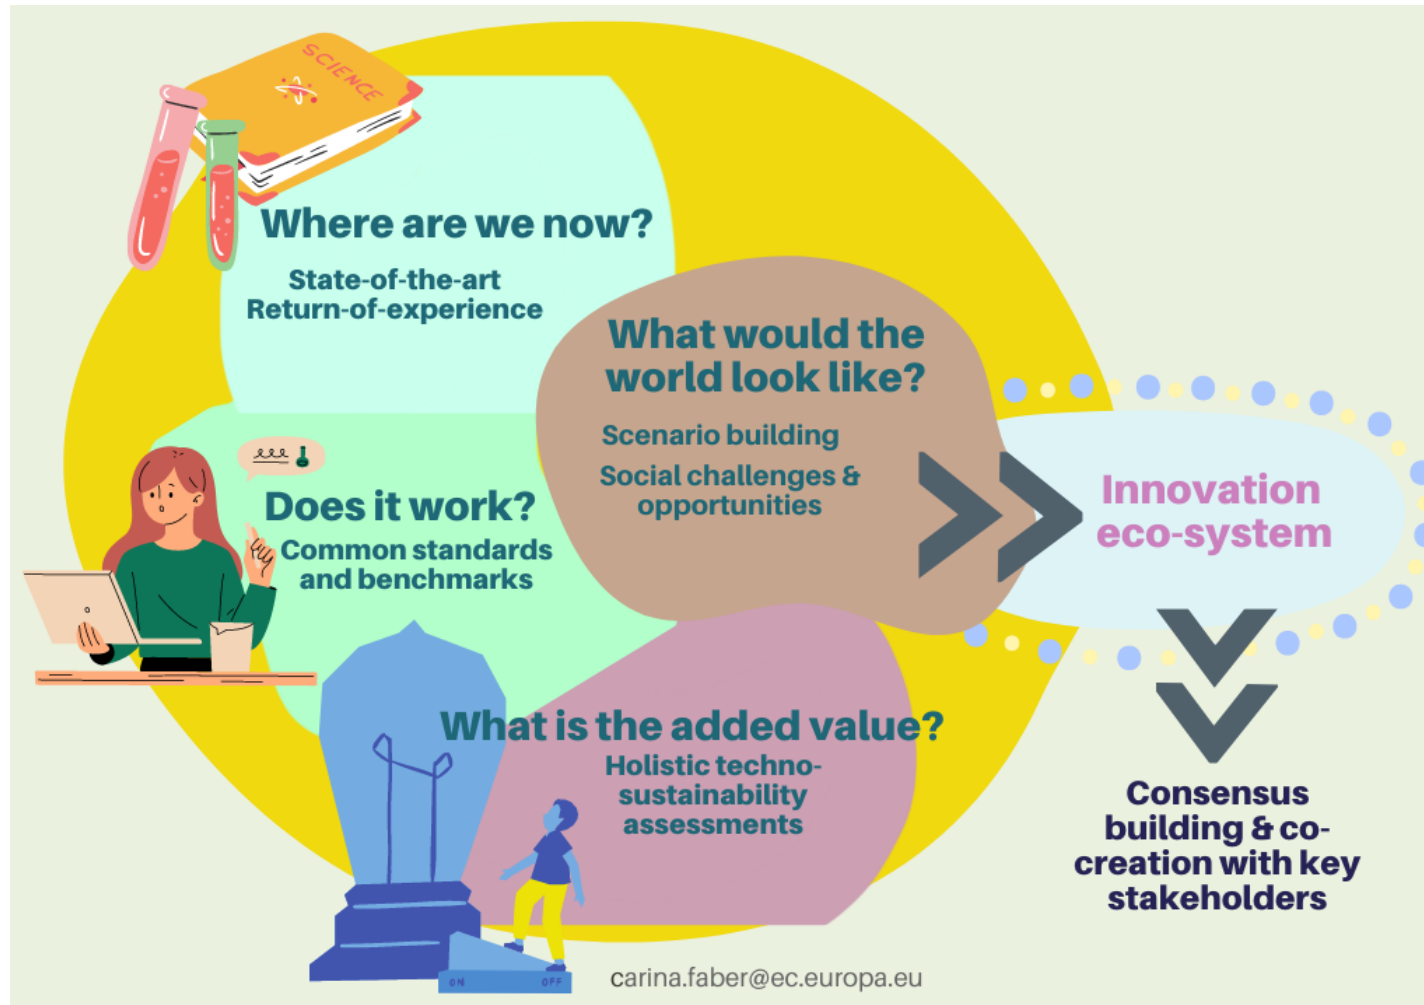 SCIENCE
Where are we now?
State-of-the-art
Return-of-experience
What would the
world look like?
Scenario building
Social challenges &
opportunities
Does it work?
Common standards
and benchmarks
Innovation
eco-system
What is the added value?
Holistic techno-
sustainability
assessments
Consensus
building & co-
creation with key
stakeholders
ON OFF
carina.faber@ec.europa.eu